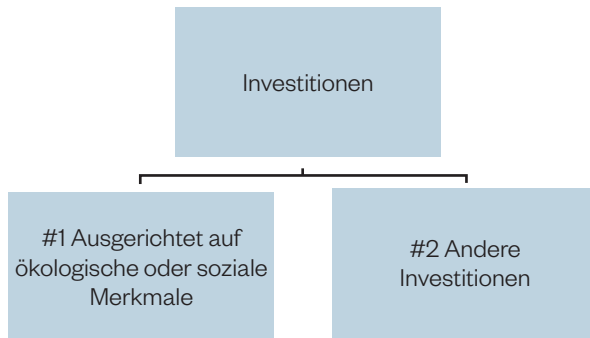 Investitionen
#1 Ausgerichtet auf
ökologische oder soziale
Merkmale
#2 Andere
Investitionen